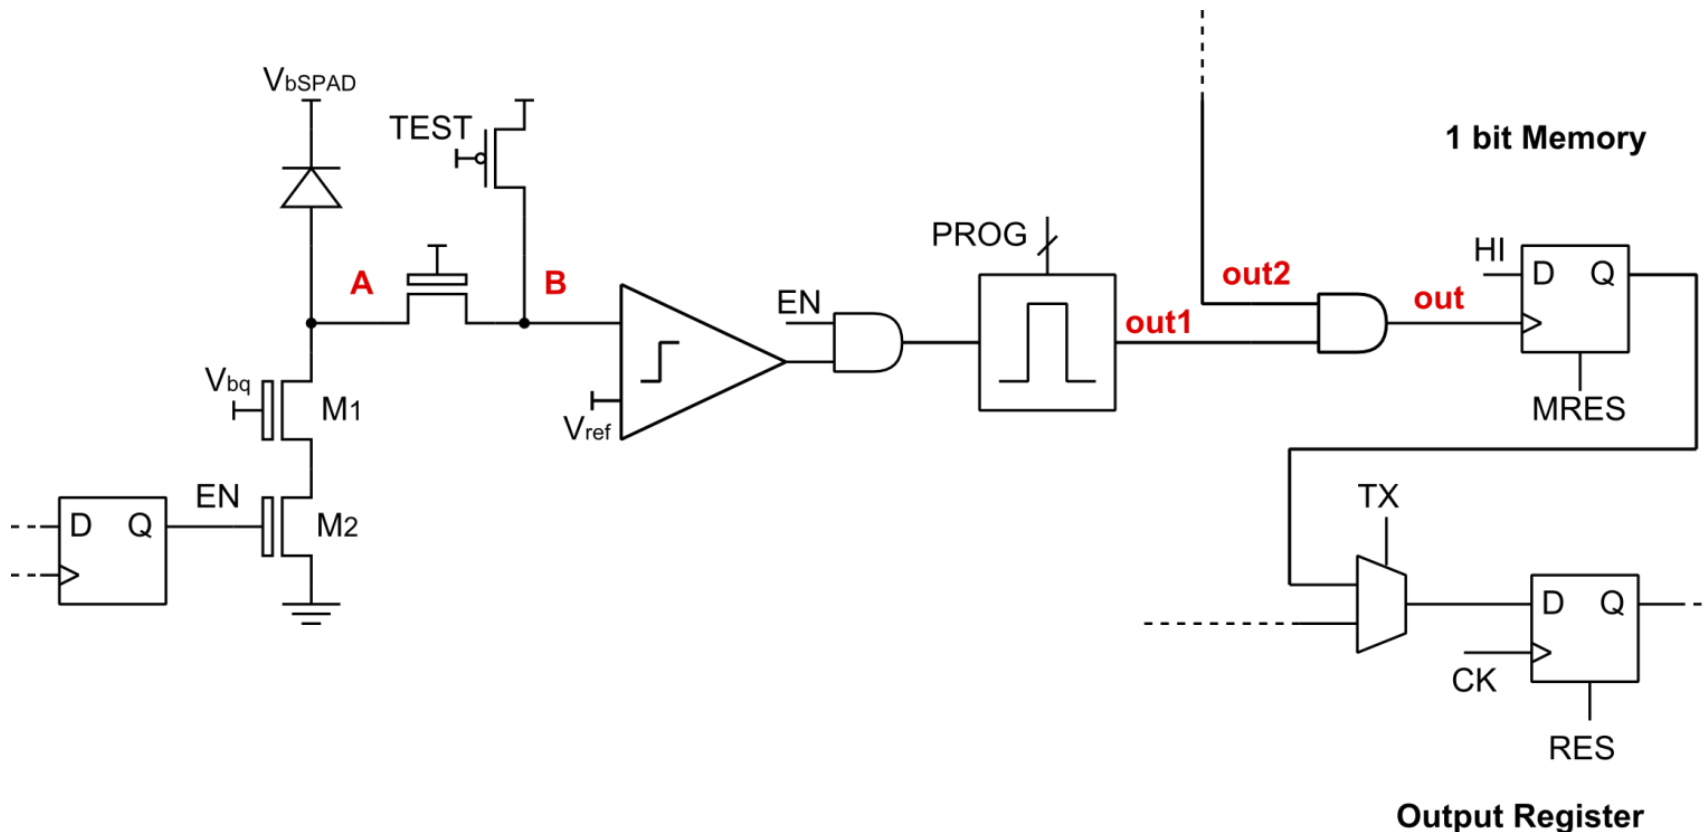 VbSPAD
TEST
1 bit Memory
PROG
HI
D Q
A
B
EN
out2
out
out1
Vbq
M1
Vref
MRES
EN
M2
D Q
TX
D Q
CK
RES
Output Register